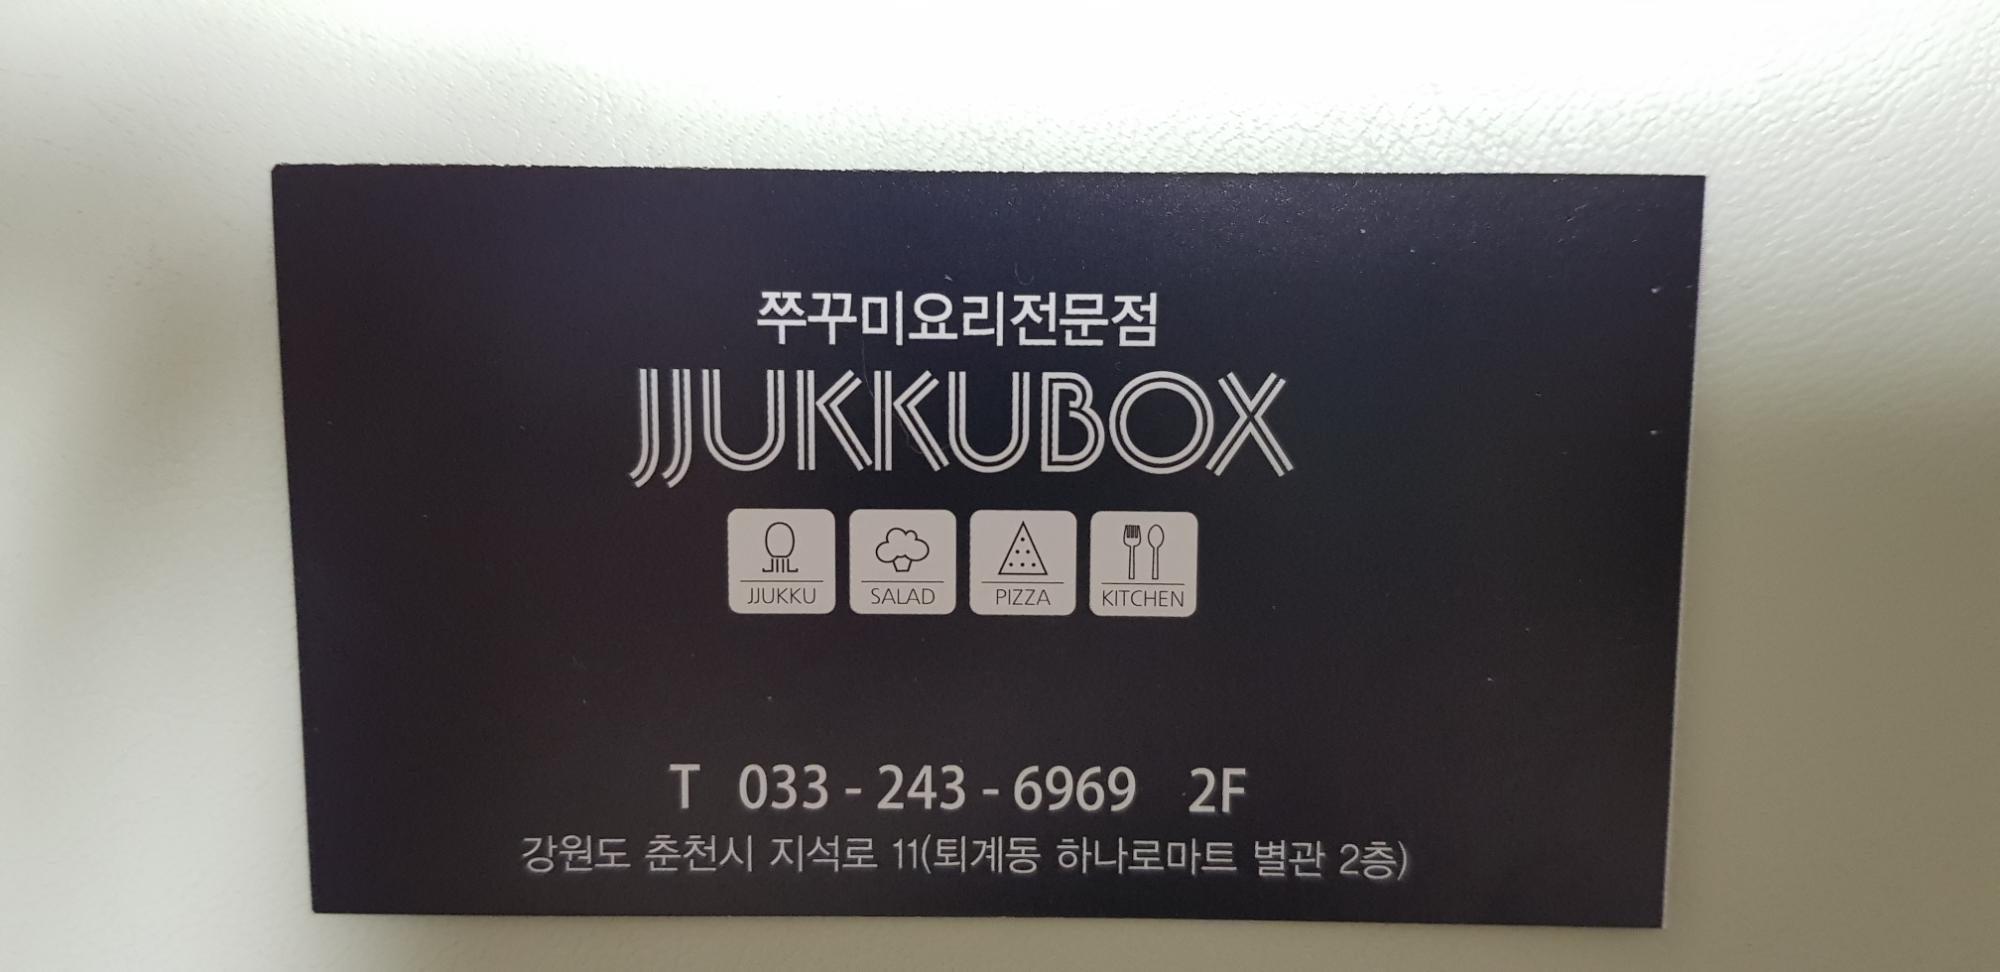 쭈꾸미요리전문점
JJUKKUBOX
JJUKKU SALAD PIZZA KITCHEN
T 033 - 243 - 6969 2F
강원도 춘천시 지석로 11(퇴계동 하나로마트 별관 2층)